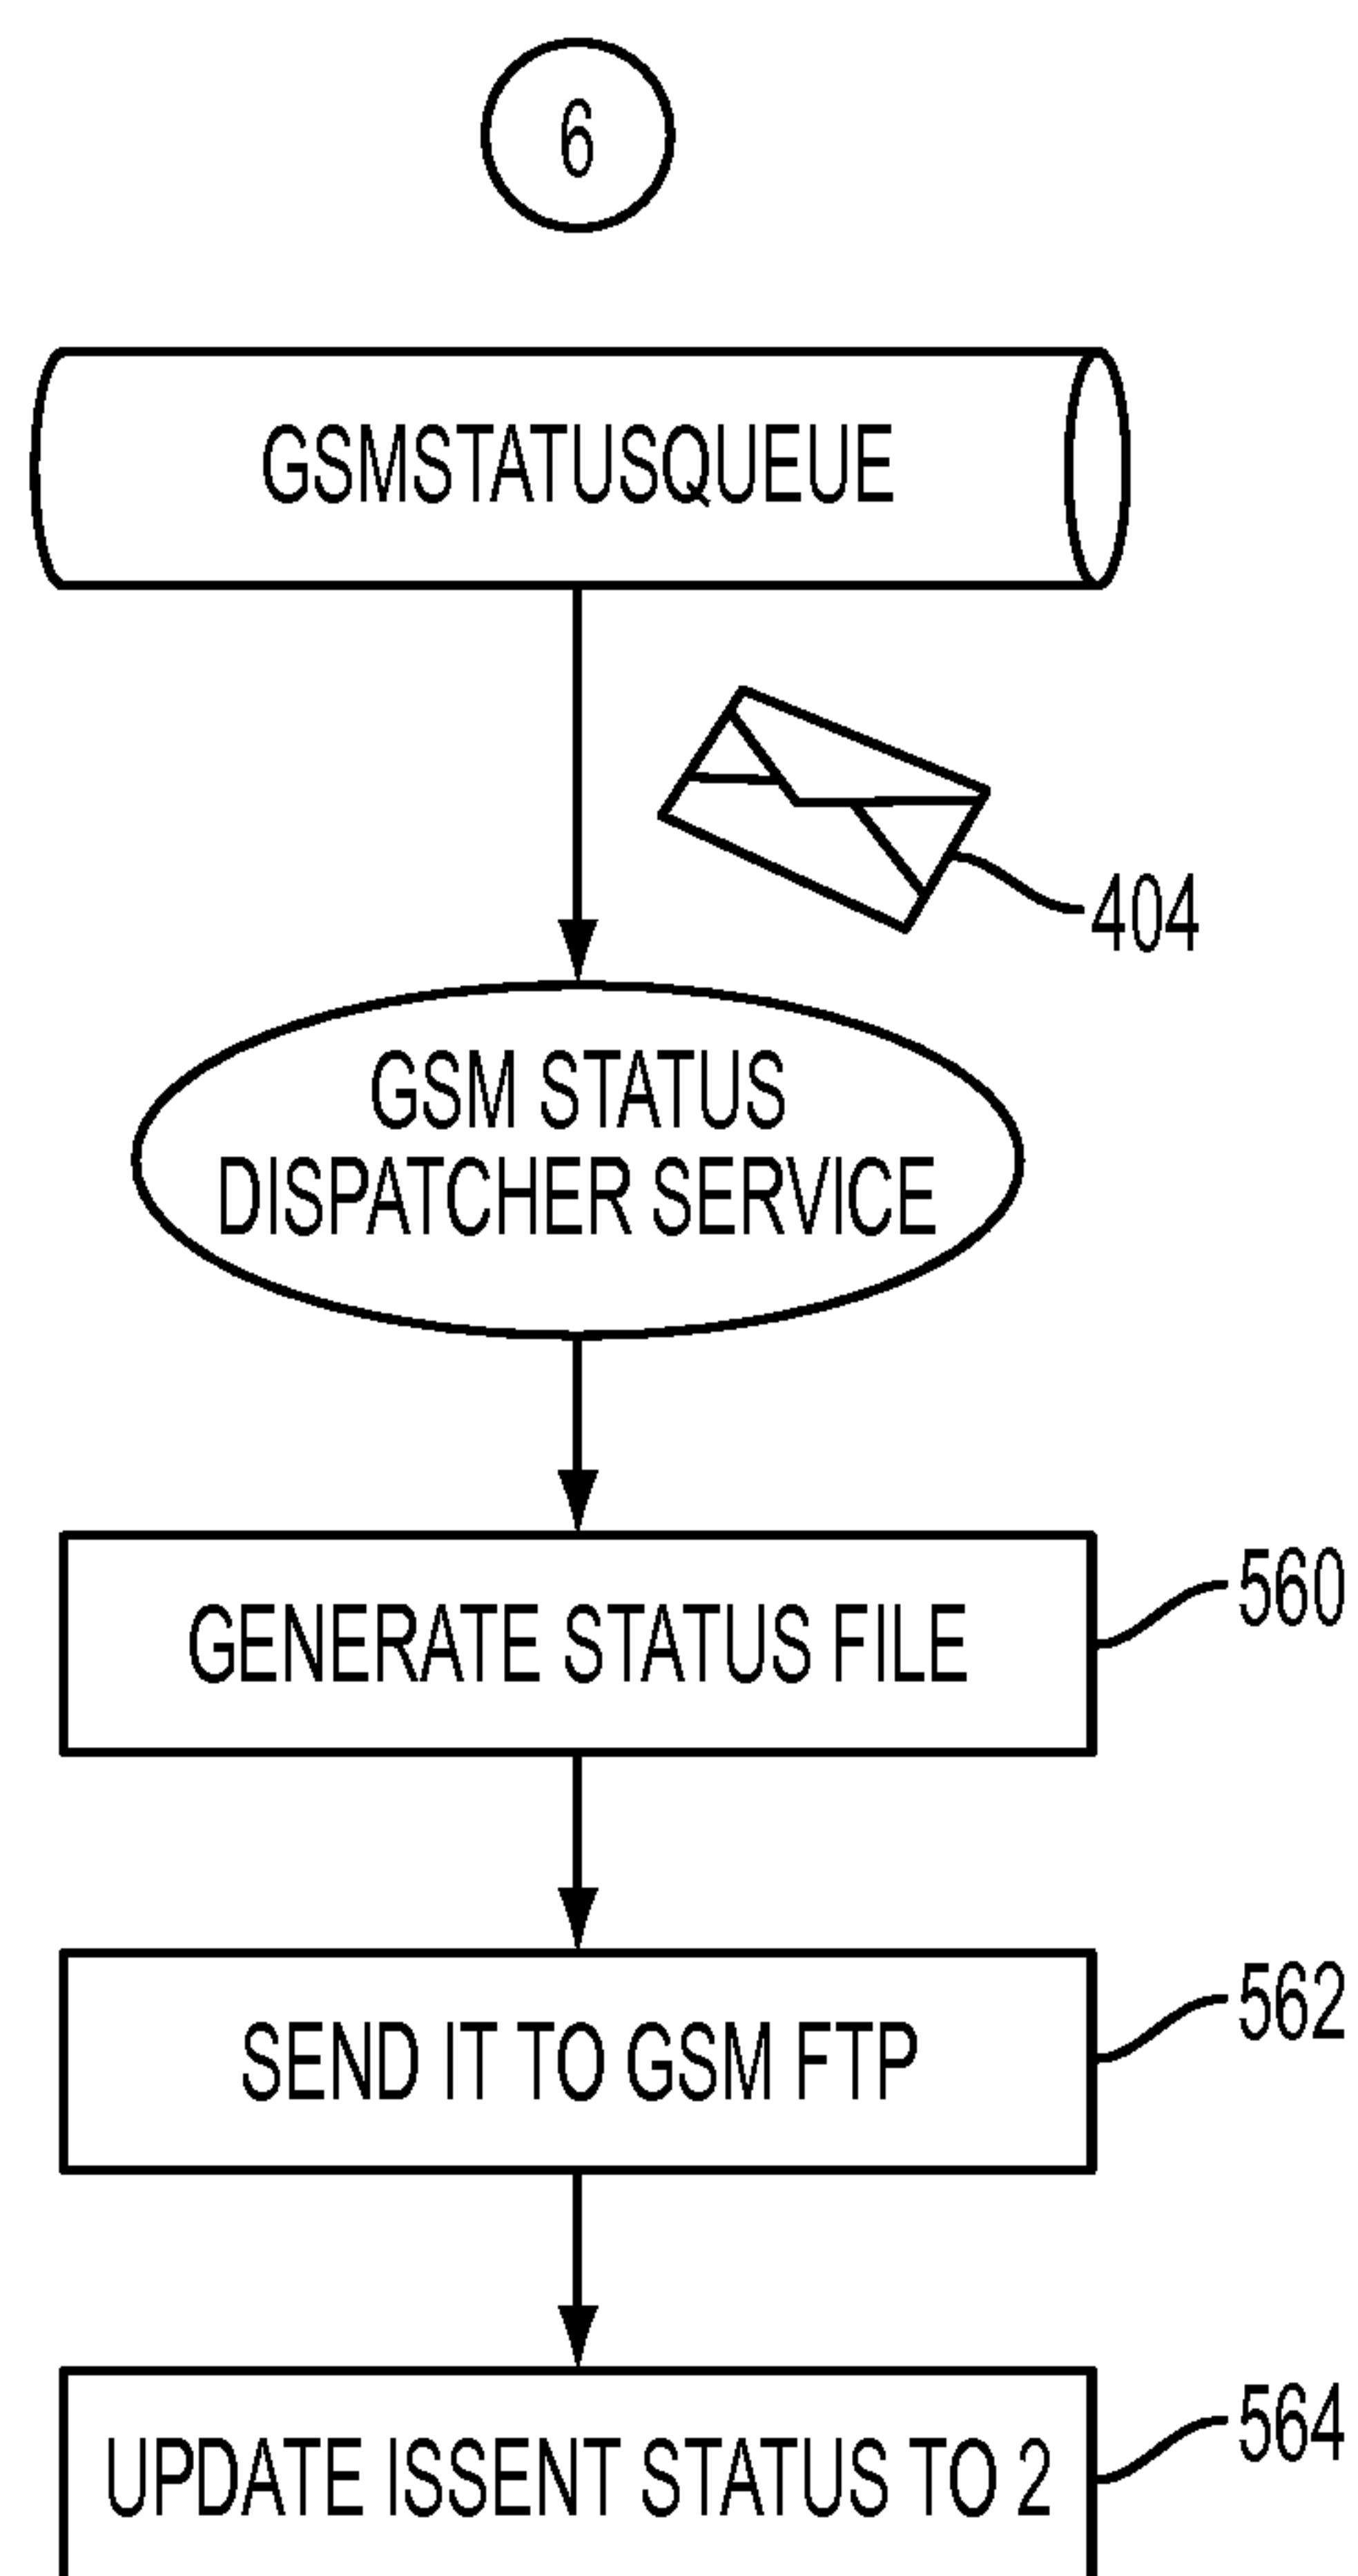 6
GSMSTATUSQUEUE
404
GSM STATUS
DISPATCHER SERVICE
560
GENERATE STATUS FILE
562
SEND IT TO GSM FTP
564
UPDATE ISSENT STATUS TO 2